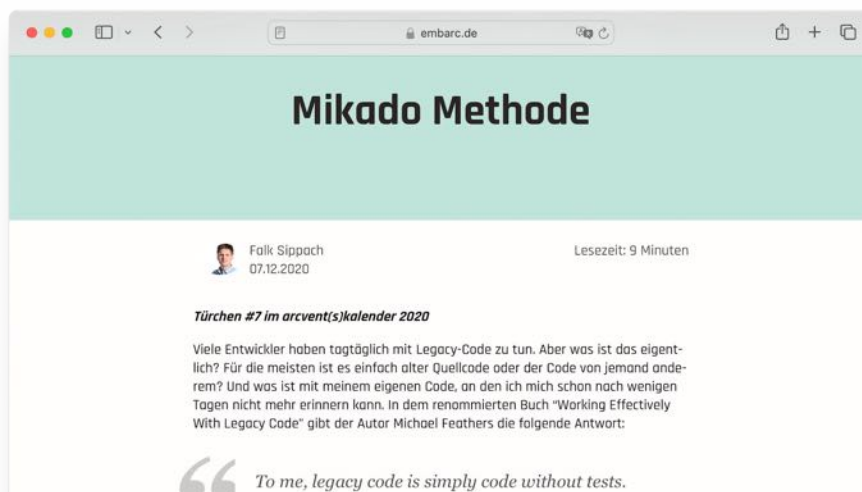 embarc.de
Mikado Methode
Falk Sippach
07.12.2020
Lesezeit: 9 Minuten
Türchen #7 im arcvent(s)kalender 2020
Viele Entwickler haben tagtäglich mit Legacy-Code zu tun. Aber was ist das eigent-
lich? Für die meisten ist es einfach alter Quellcode oder der Code von jemand ande-
rem? Und was ist mit meinem eigenen Code, an den ich mich schon nach wenigen
Tagen nicht mehr erinnern kann. In dem renommierten Buch “Working Effectively
With Legacy Code” gibt der Autor Michael Feathers die folgende Antwort:
To me, legacy code is simply code without tests.